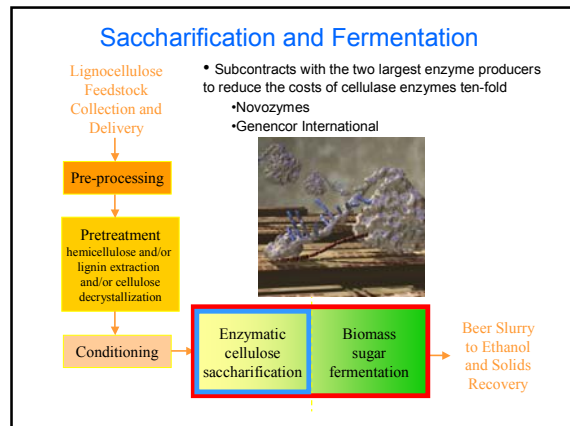 Saccharification and Fermentation
Lignocellulose
Feedstock
Collection and
Delivery
• Subcontracts with the two largest enzyme producers
to reduce the costs of cellulase enzymes ten-fold
•Novozymes
•Genencor International
Pre-processing
Pretreatment
hemicellulose and/or
lignin extraction
and/or cellulose
decrystallization
Conditioning
Enzymatic
cellulose
saccharification
Biomass
sugar
fermentation
Beer Slurry
to Ethanol
and Solids
Recovery